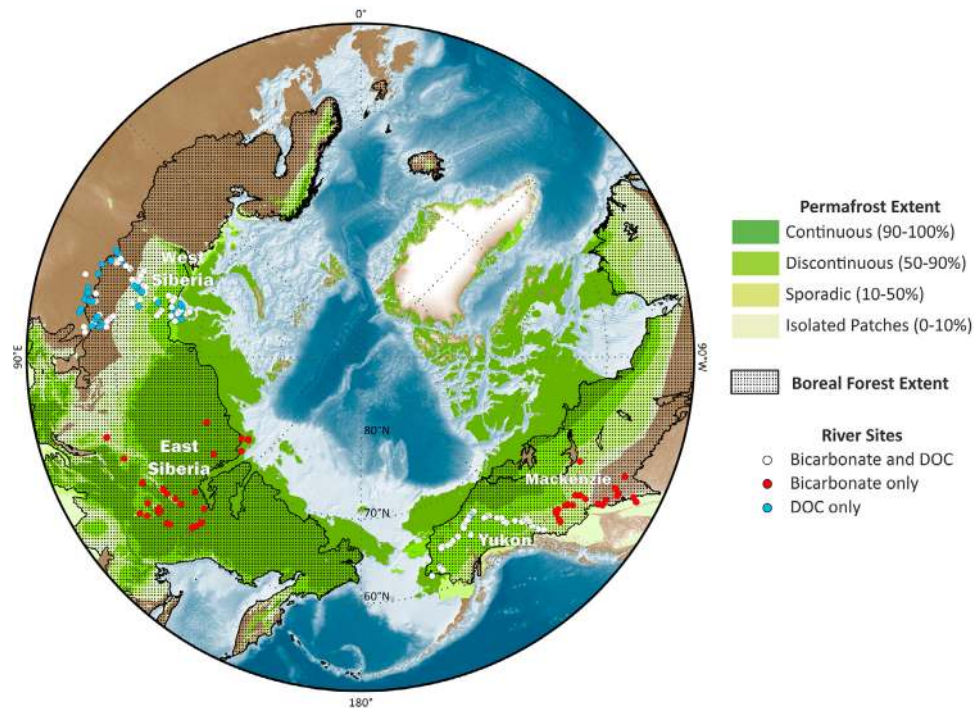 0°
West
Siberia
90°E
90°W
80°N
East
Siberia
Mackenzie
70°N
Yukon
60°N
180°
Permafrost Extent
Continuous (90-100%)
Discontinuous (50-90%)
Sporadic (10-50%)
Isolated Patches (0-10%)
Boreal Forest Extent
River Sites
Bicarbonate and DOC
Bicarbonate only
DOC only